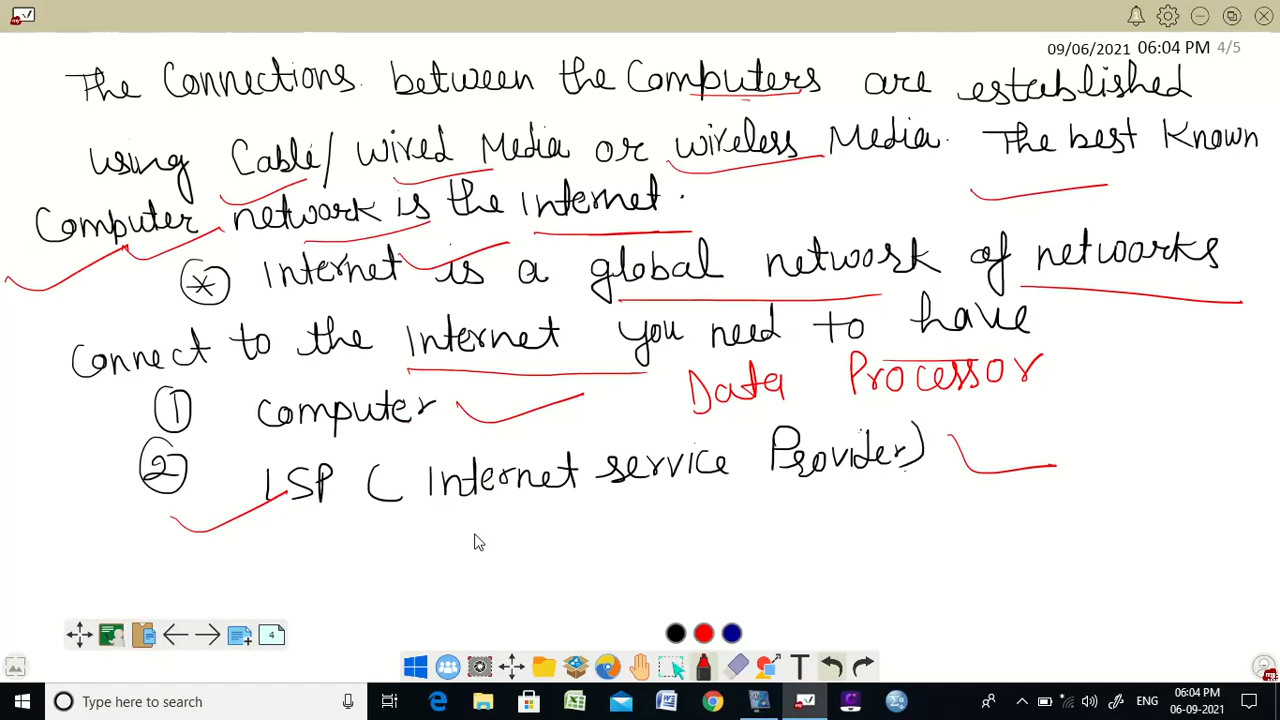 09/06/2021 06:04 PM 4/5
The Connections between the Computers are established
using Cable/ wired Media or wireless Media. The best Known
Computer network is the Internet.
* Internet is a global network of networks
Connect to the Internet you need to have
Data Processor
1 computer
2 ISP ( Internet service Provider)
4
T
Type here to search
ENG
06:04 PM
06-09-2021